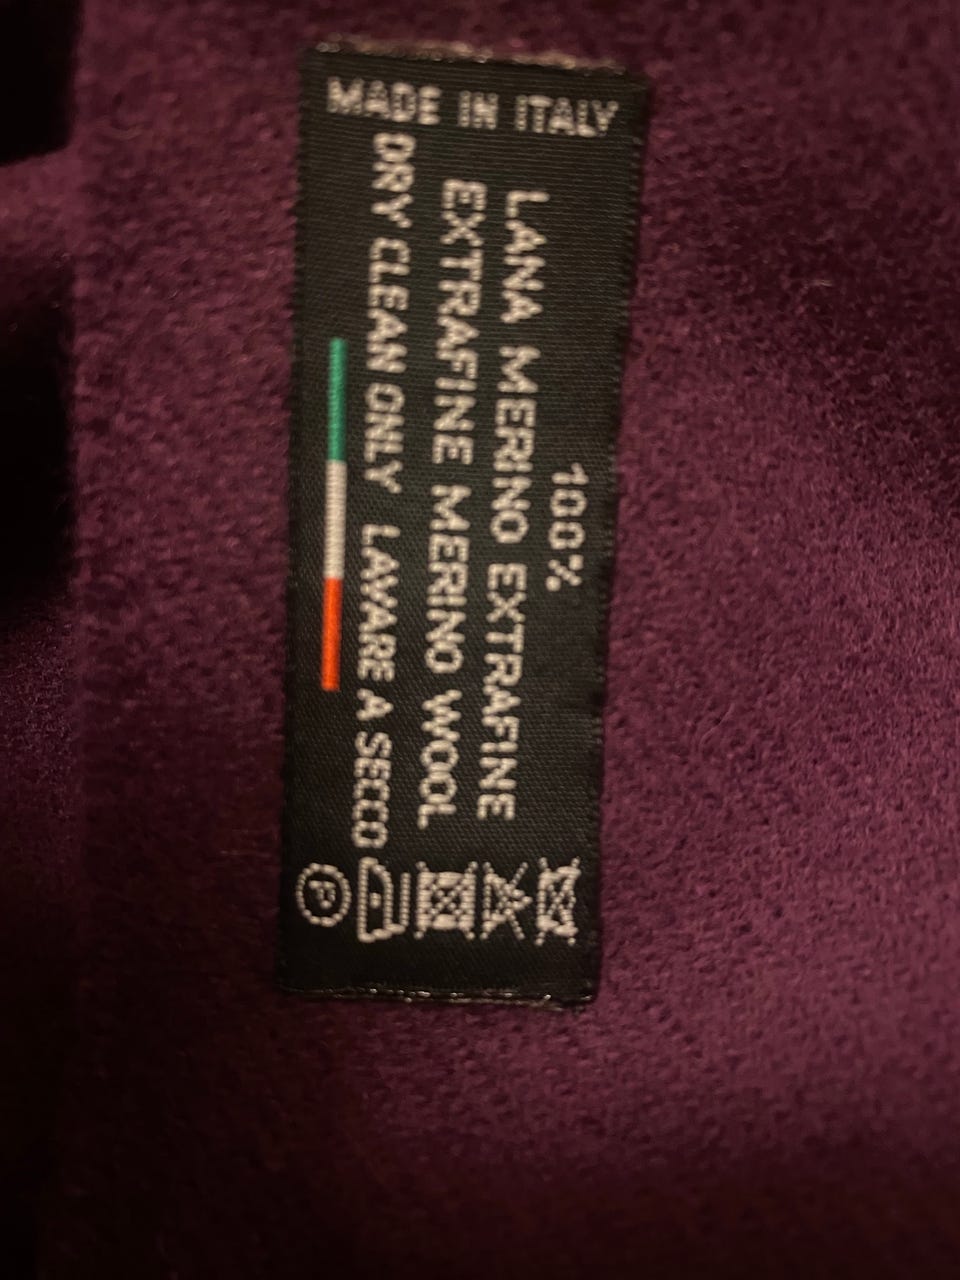 MADE IN ITALY
100%
LANA MERINO EXTRAFINE
EXTRAFINE MERINO WOOL
DRY CLEAN ONLY LAVARE A SECCO
P